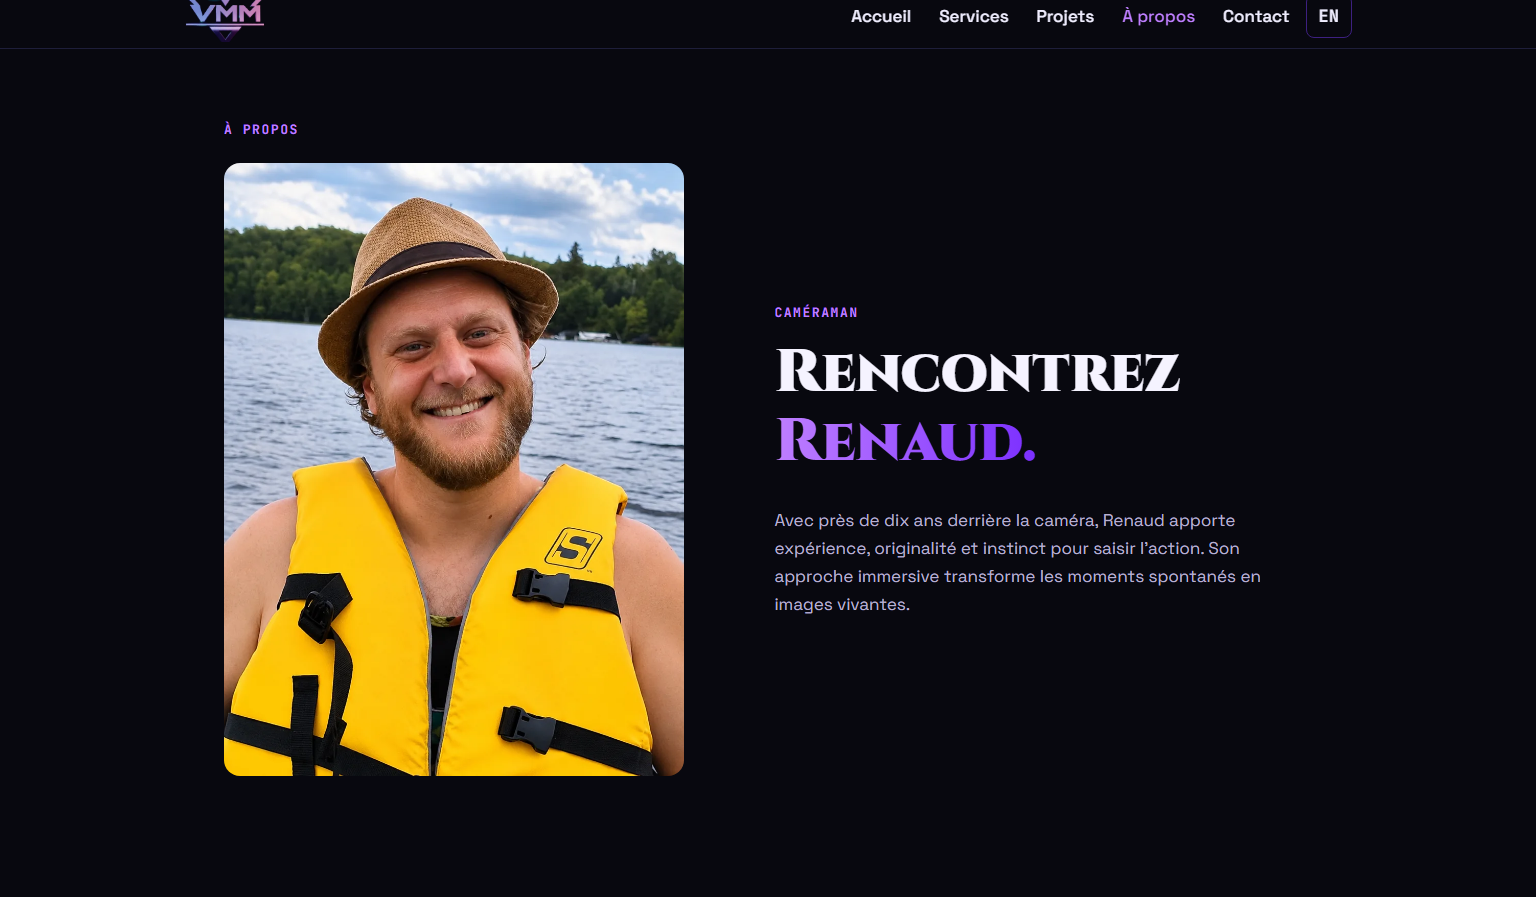 VMM
Accueil Services Projets À propos Contact EN
À PROPOS
CAMÉRAMAN
RENCONTREZ
RENAUD.
Avec près de dix ans derrière la caméra, Renaud apporte
expérience, originalité et instinct pour saisir l'action. Son
approche immersive transforme les moments spontanés en
images vivantes.
S